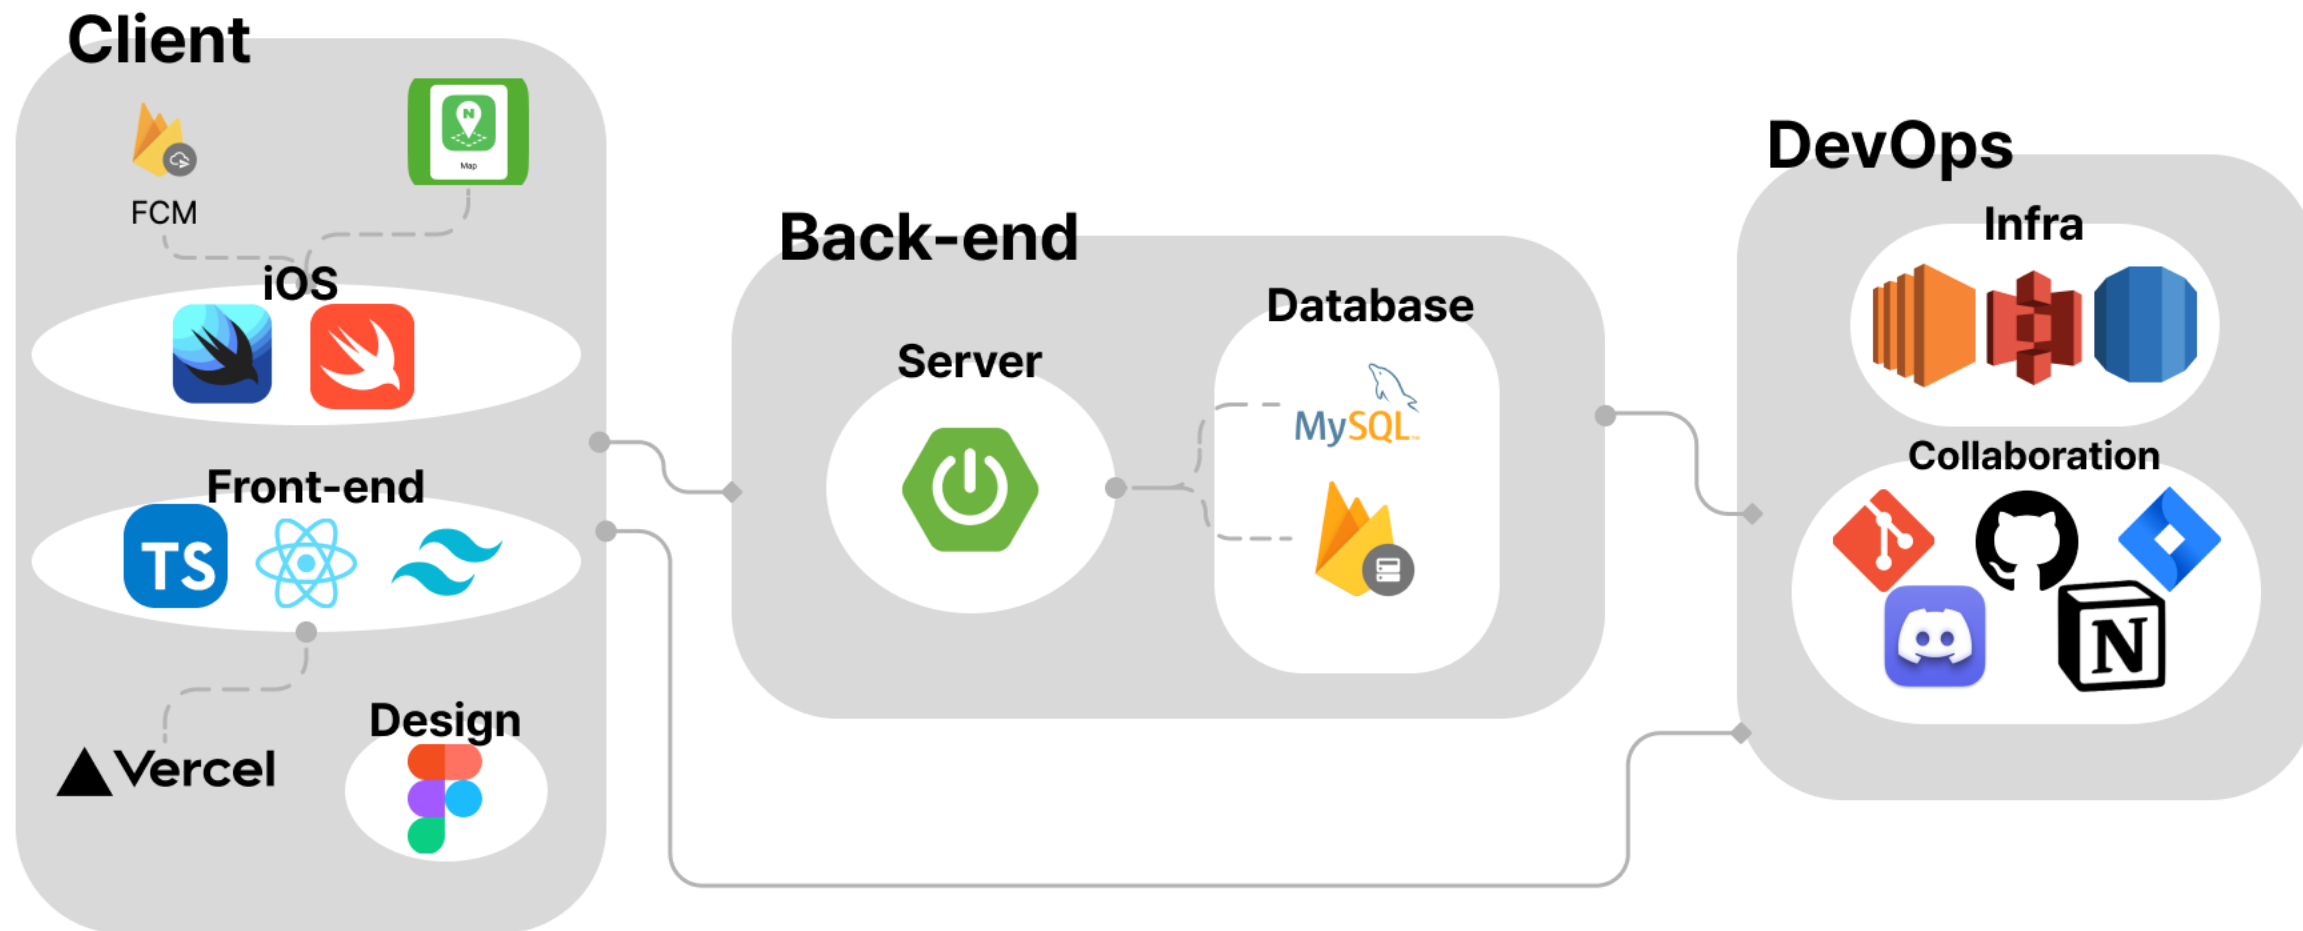 Client
N
Map
FCM
iOS
Front-end
TS
Vercel
Design
Back-end
Server
Database
MySQL
DevOps
Infra
Collaboration
N